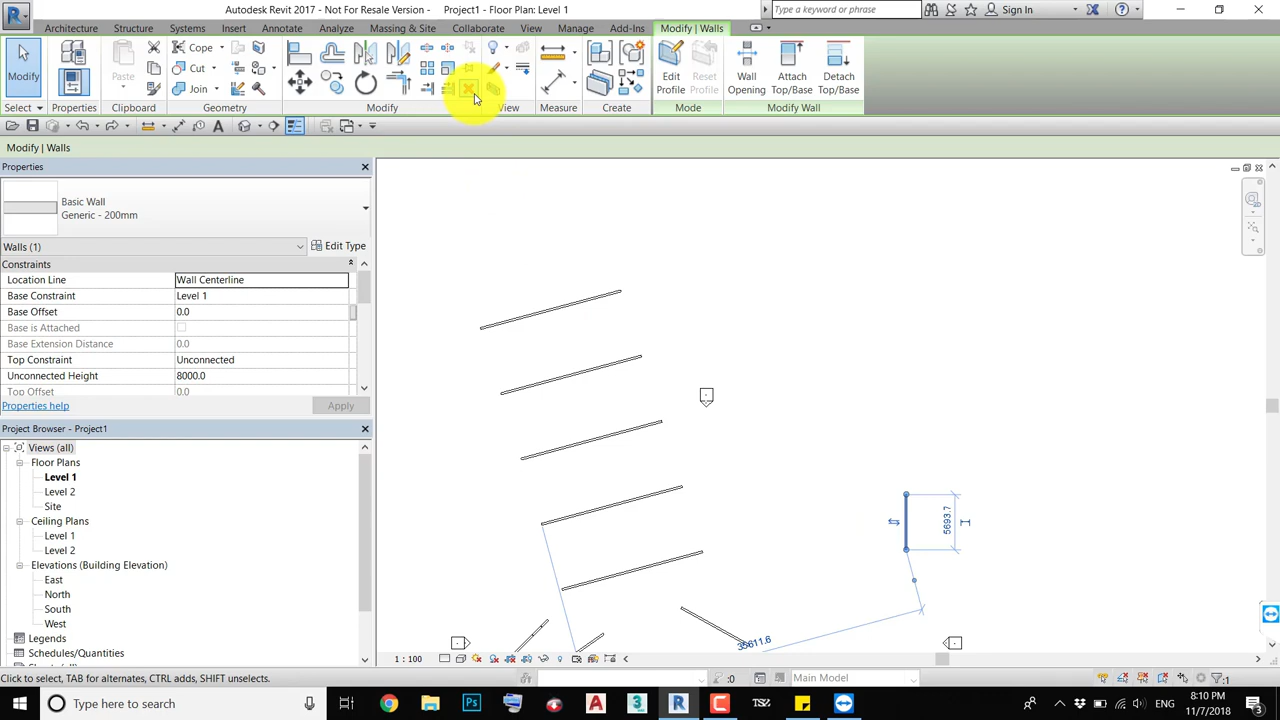 Autodesk Revit 2017 - Not For Resale Version -    Project1 - Floor Plan: Level 1
Type a keyword or phrase
Sign In
Architecture Structure Systems Insert Annotate Analyze Massing & Site Collaborate View Manage Add-Ins Modify | Walls
Modify
Paste
Cope
Cut
Join
Edit Profile
Reset Profile
Wall Opening
Attach Top/Base
Detach Top/Base
Select Properties Clipboard Geometry Modify View Measure Create Mode Modify Wall
Modify | Walls
Properties
Basic Wall
Generic - 200mm
Walls (1)
Edit Type
Constraints
Location Line Wall Centerline
Base Constraint Level 1
Base Offset 0.0
Base is Attached
Base Extension Distance 0.0
Top Constraint Unconnected
Unconnected Height 8000.0
Top Offset 0.0
Properties help
Apply
Project Browser - Project1
Views (all)
Floor Plans
Level 1
Level 2
Site
Ceiling Plans
Level 1
Level 2
Elevations (Building Elevation)
East
North
South
West
Legends
Schedules/Quantities
5693.7
35611.6
1 : 100
Click to select, TAB for alternates, CTRL adds, SHIFT unselects.
:0
Main Model
:1
Type here to search
ENG
8:10 PM
11/7/2018